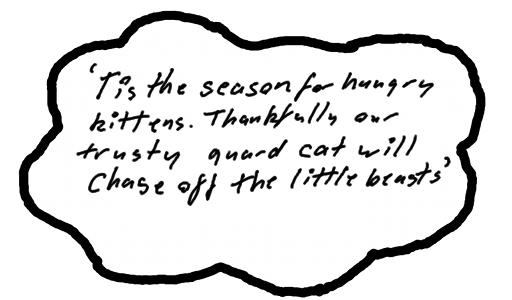 'Tis the season for hungry
kittens. Thankfully our
trusty guard cat will
Chase off the little beasts'